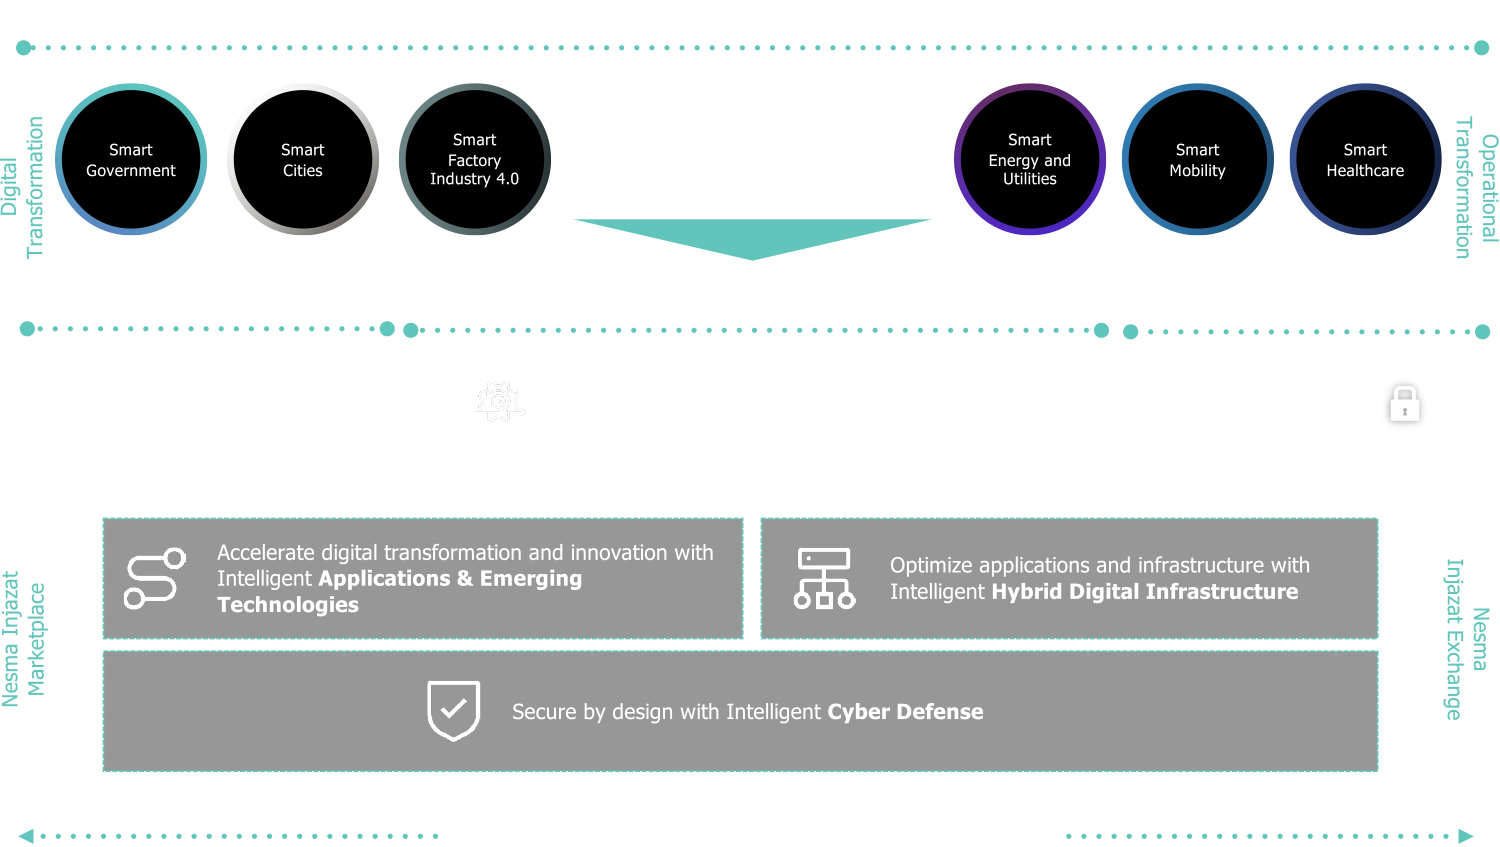 Digital
Transformation
Smart
Government
Smart
Cities
Smart
Factory
Industry 4.0
Smart
Energy and
Utilities
Smart
Mobility
Smart
Healthcare
Operational
Transformation
Nesma Injazat
Marketplace
Accelerate digital transformation and innovation with
Intelligent Applications & Emerging
Technologies
Optimize applications and infrastructure with
Intelligent Hybrid Digital Infrastructure
Secure by design with Intelligent Cyber Defense
Nesma
Injazat Exchange